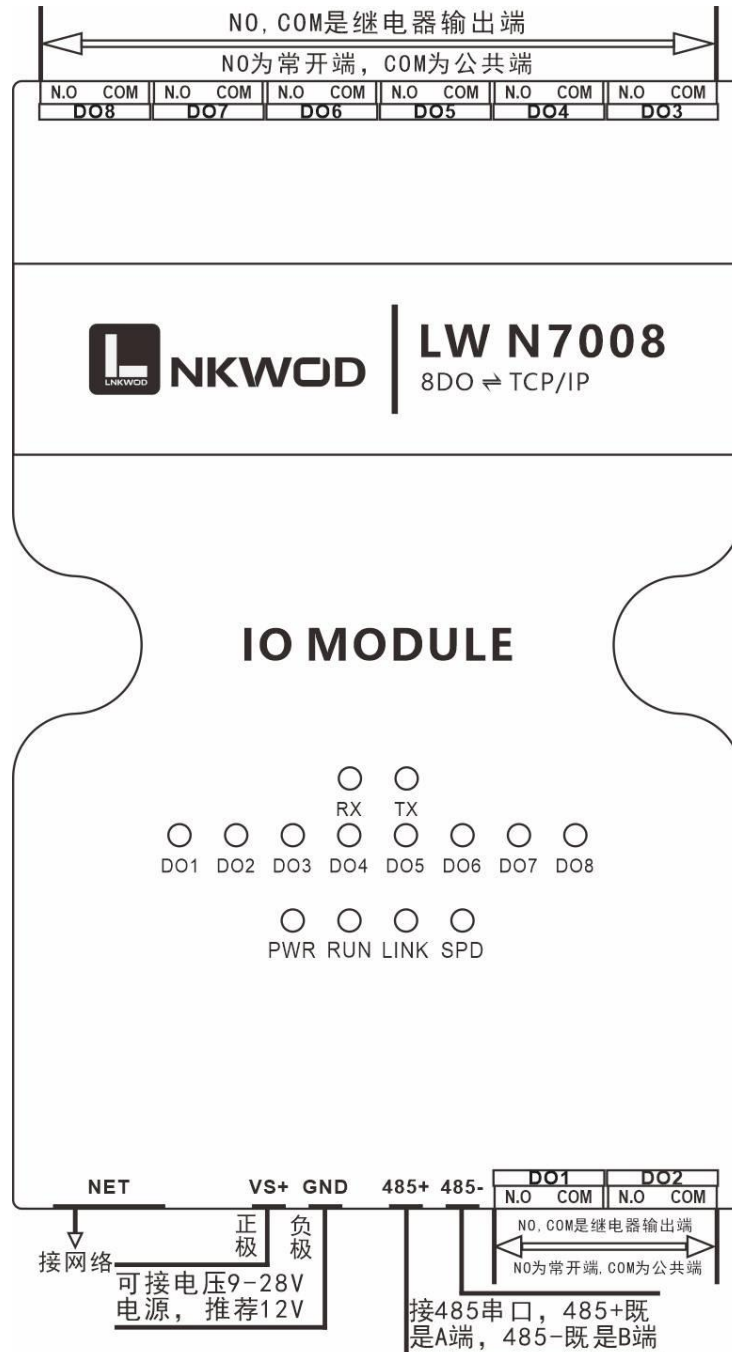 NO,COM是继电器输出端
NO为常开端，COM为公共端
N.O COM N.O COM N.O COM N.O COM N.O COM N.O COM
DO8 DO7 DO6 DO5 DO4 DO3
LNKWOD
NKWOD
LW N7008
8DO ⇌ TCP/IP
IO MODULE
RX TX
DO1 DO2 DO3 DO4 DO5 DO6 DO7 DO8
PWR RUN LINK SPD
NET VS+ GND 485+ 485-
DO1 DO2
N.O COM N.O COM
正极 负极
NO,COM是继电器输出端
NO为常开端,COM为公共端
接网络
可接电压9-28V
电源，推荐12V
接485串口，485+既
是A端，485-既是B端